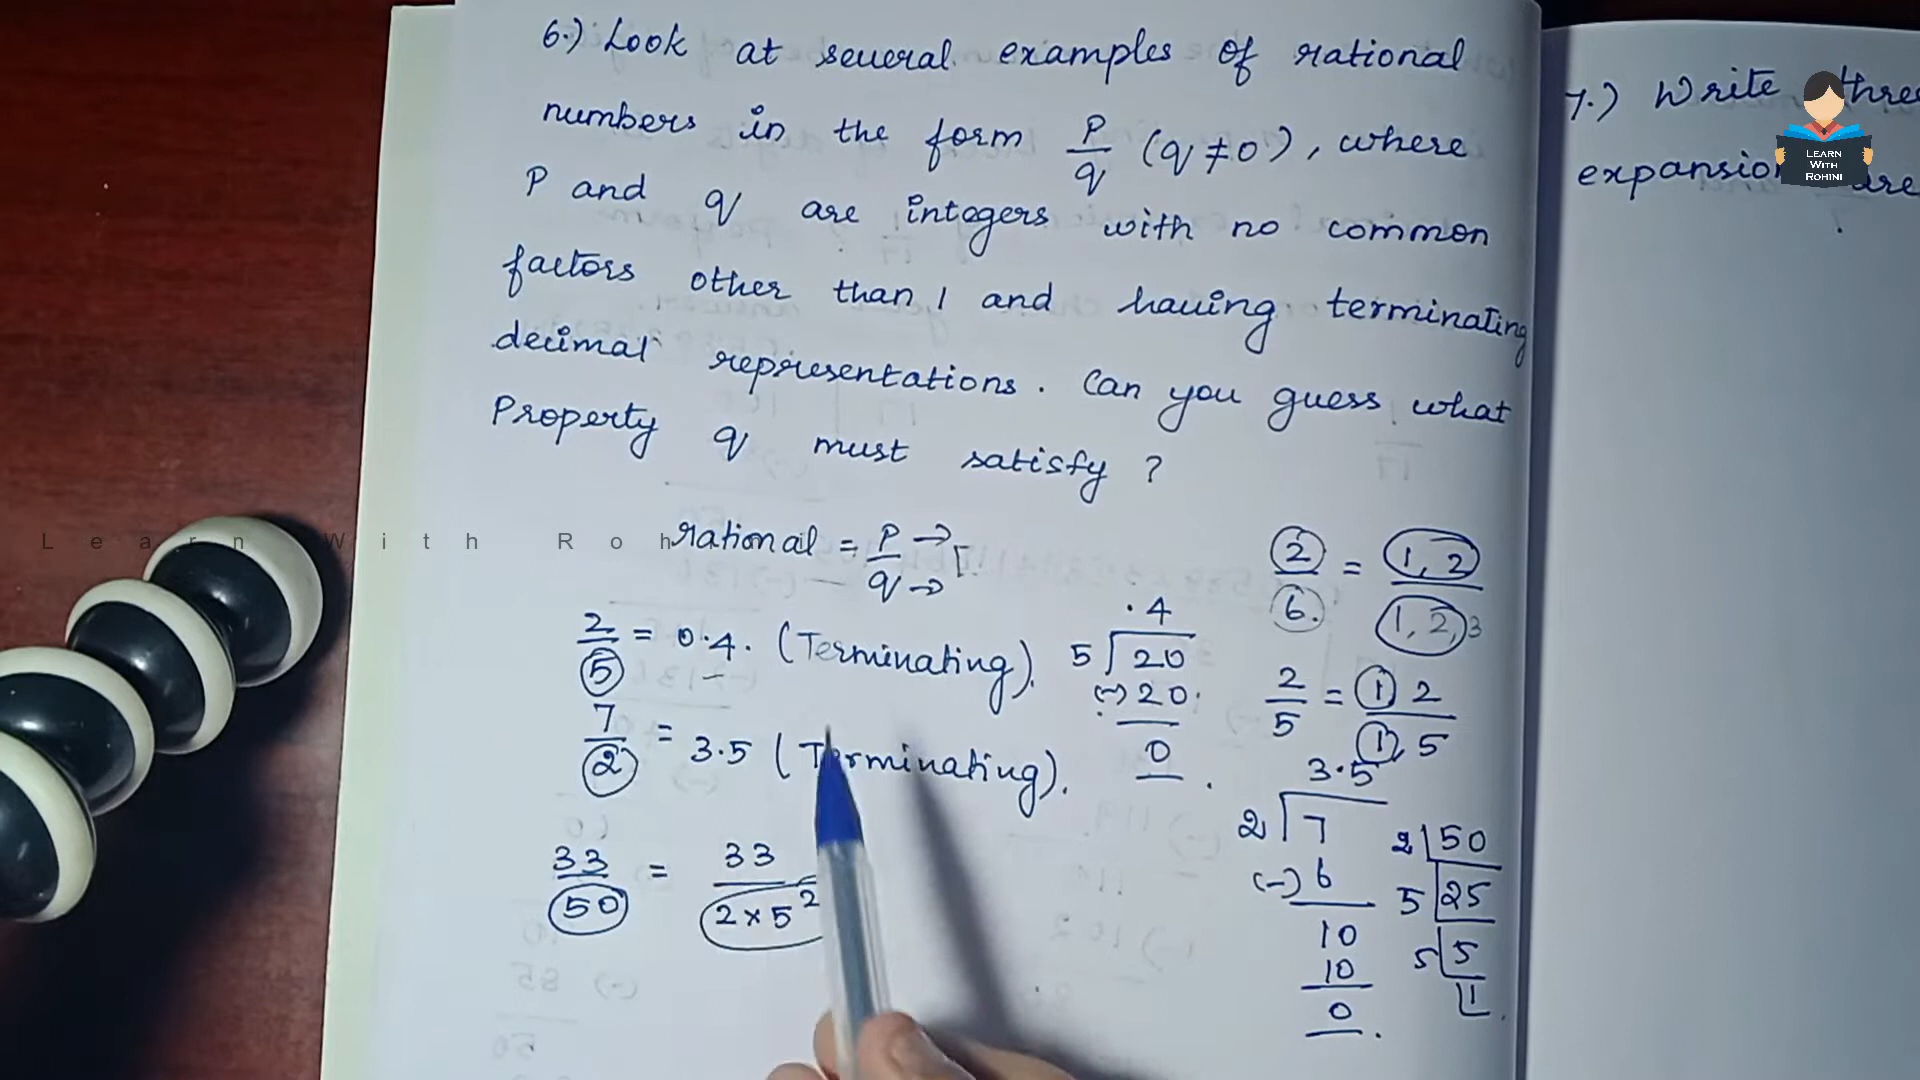 6.) Look at several examples of rational
numbers in the form P/q (q ≠ 0), where
P and q are integers with no common
factors other than 1 and having terminating
decimal representations. Can you guess what
Property q must satisfy ?
rational = P/q → →
2/5 = 0.4. (Terminating).
7/2 = 3.5 (Terminating).
33/50 = 33/2×5²
.4
5 20
(-) 20
0
2/6 = 1, 2/1, 2, 3
2/5 = 1 2/1, 5
3.5
2 7
(-) 6
10
10
0
2 50
5 25
5 5
1
7.) Write three
expansion are
LEARN
WITH
ROHINI
Learn With Roh